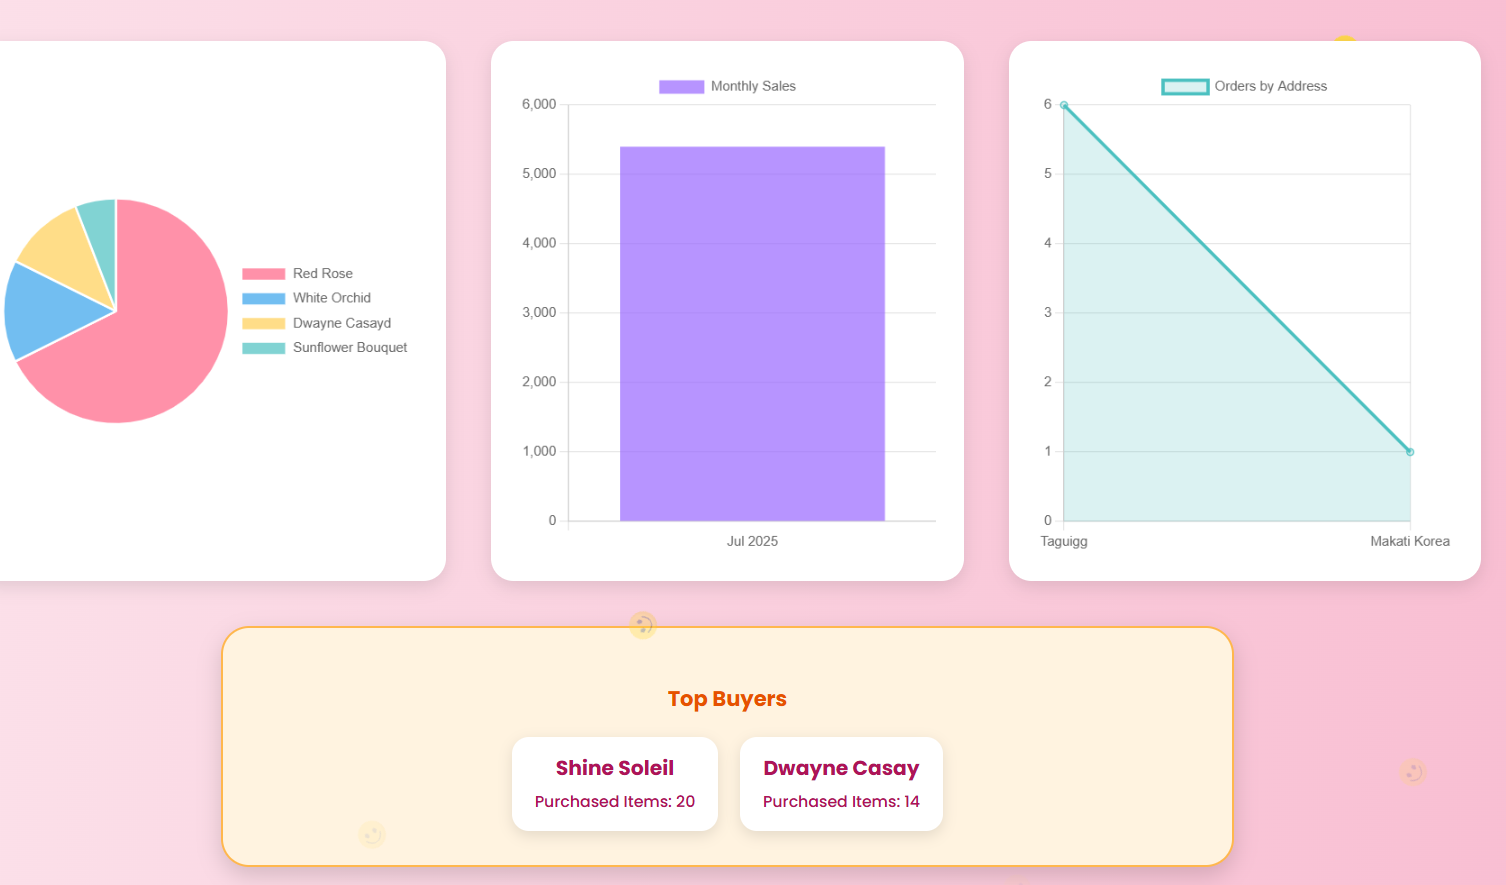 Red Rose
White Orchid
Dwayne Casayd
Sunflower Bouquet
Monthly Sales
6,000
5,000
4,000
3,000
2,000
1,000
0
Jul 2025
Orders by Address
6
5
4
3
2
1
0
Taguigg Makati Korea
Top Buyers
Shine Soleil
Purchased Items: 20
Dwayne Casay
Purchased Items: 14